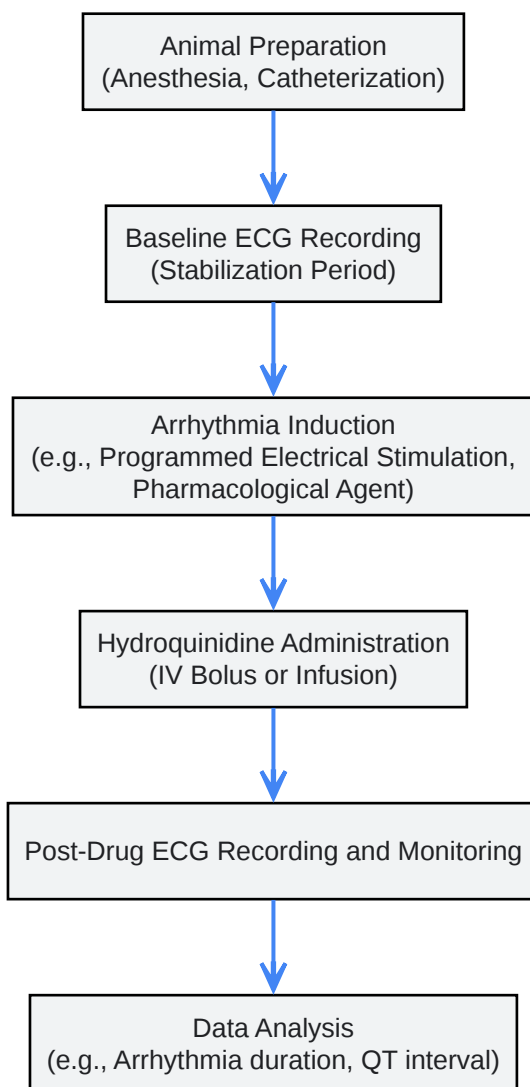 Animal Preparation
(Anesthesia, Catheterization)
Baseline ECG Recording
(Stabilization Period)
Arrhythmia Induction
(e.g., Programmed Electrical Stimulation,
Pharmacological Agent)
Hydroquinidine Administration
(IV Bolus or Infusion)
Post-Drug ECG Recording and Monitoring
Data Analysis
(e.g., Arrhythmia duration, QT interval)